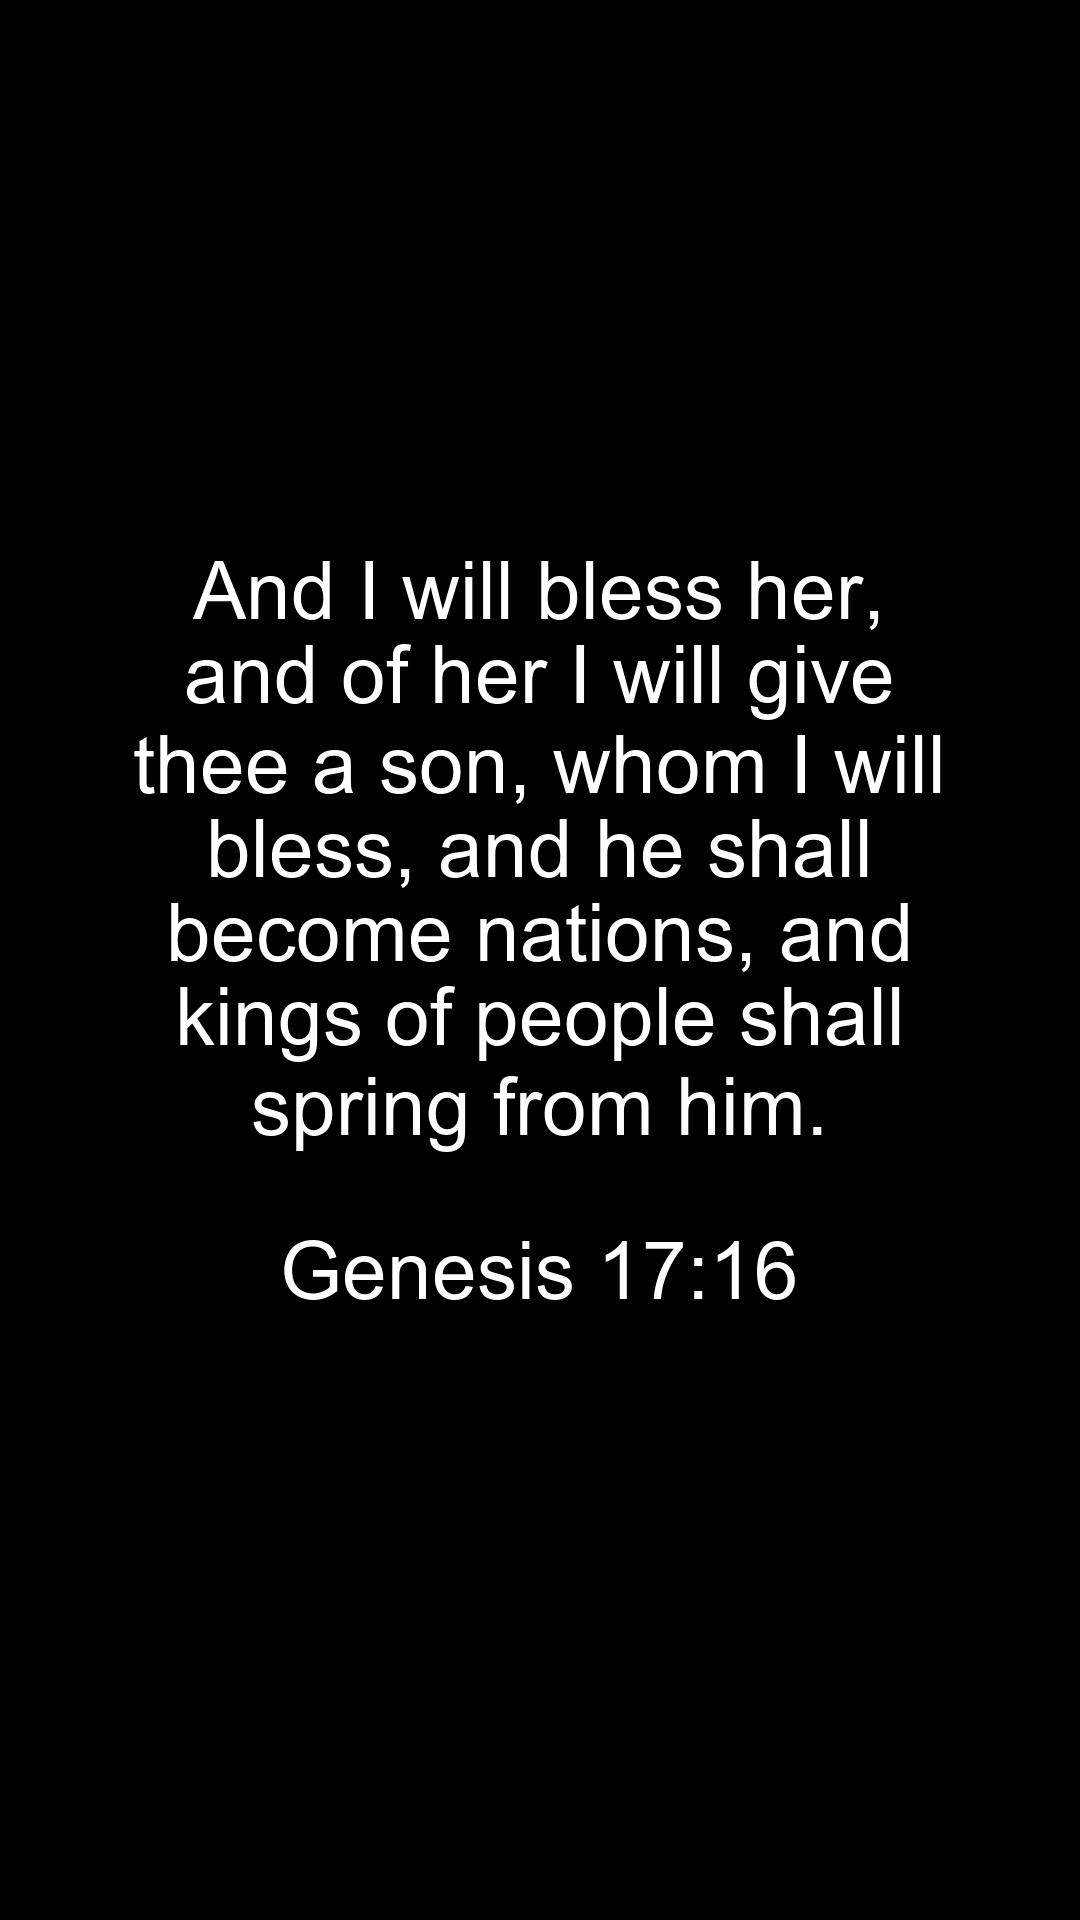 And I will bless her,
and of her I will give
thee a son, whom I will
bless, and he shall
become nations, and
kings of people shall
spring from him.
Genesis 17:16